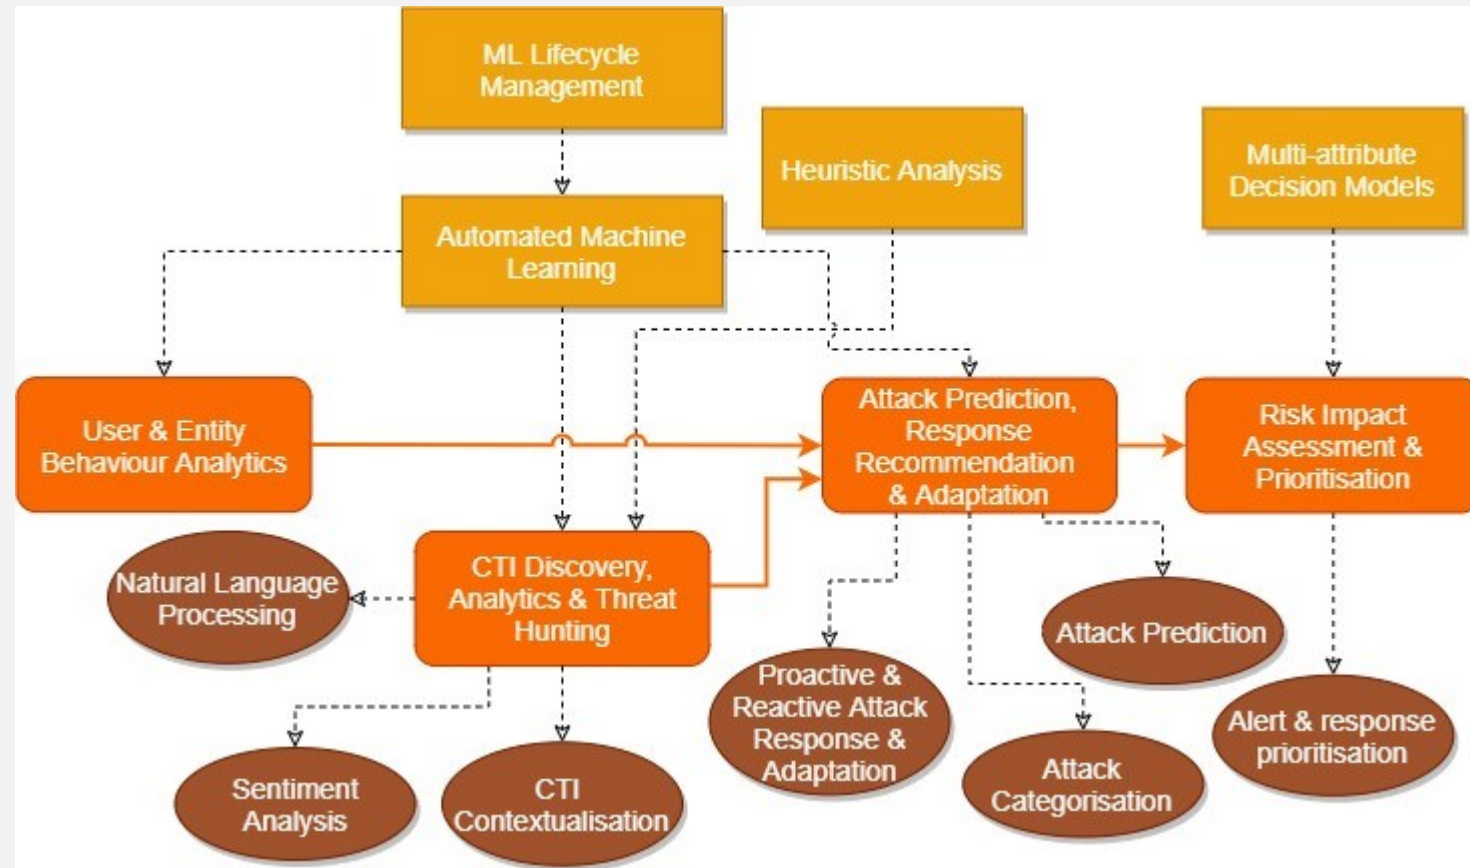 ML Lifecycle
Management
Heuristic Analysis
Multi-attribute
Decision Models
Automated Machine
Learning
User & Entity
Behaviour Analytics
Attack Prediction,
Response
Recommendation
& Adaptation
Risk Impact
Assessment &
Prioritisation
Natural Language
Processing
CTI Discovery,
Analytics & Threat
Hunting
Attack Prediction
Proactive &
Reactive Attack
Response &
Adaptation
Alert & response
prioritisation
Sentiment
Analysis
CTI
Contextualisation
Attack
Categorisation